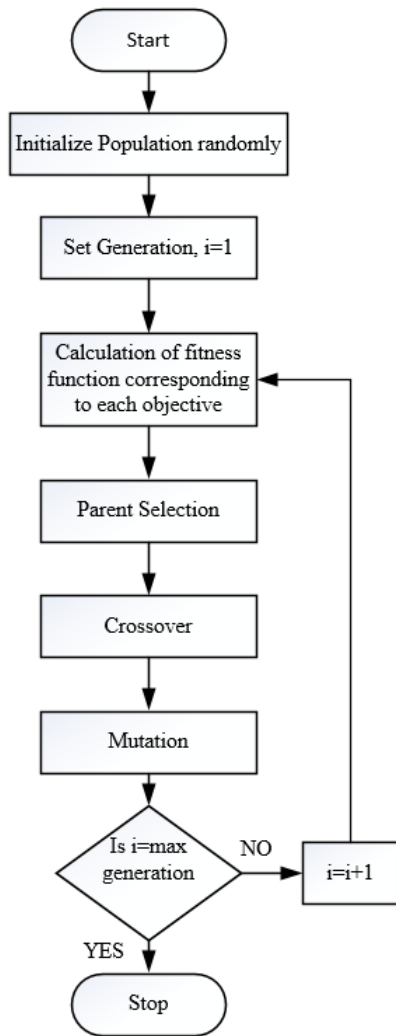 Start
Initialize Population randomly
Set Generation, i=1
Calculation of fitness
function corresponding
to each objective
Parent Selection
Crossover
Mutation
Is i=max
generation
NO
i=i+1
YES
Stop